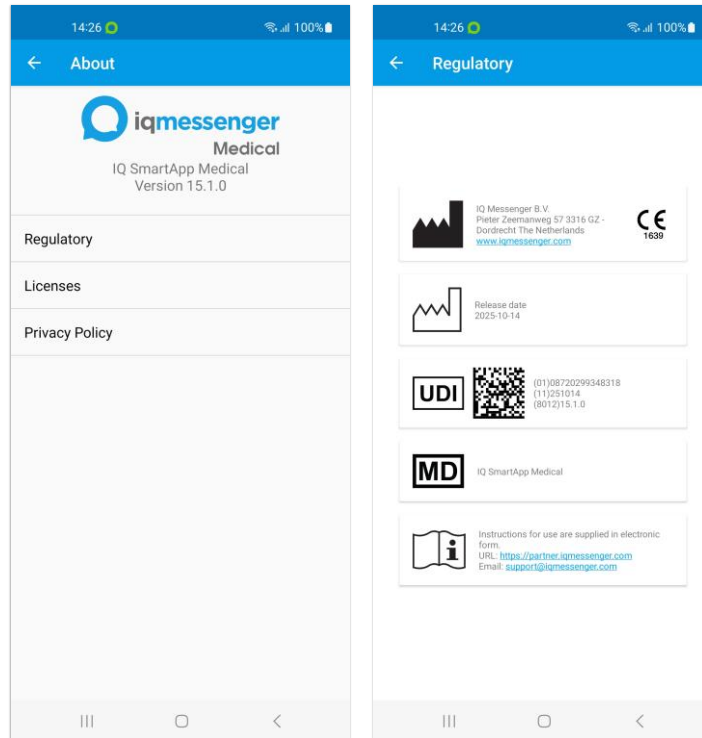 14:26
100%
About
iqmessenger
Medical
IQ SmartApp Medical
Version 15.1.0
Regulatory
Licenses
Privacy Policy
14:26
100%
Regulatory
IQ Messenger B.V.
Pieter Zeemanweg 57 3316 GZ -
Dordrecht The Netherlands
www.iqmessenger.com
CE
1639
Release date
2025-10-14
UDI
(01)08720299348318
(11)251014
(8012)15.1.0
MD
IQ SmartApp Medical
i
Instructions for use are supplied in electronic
form.
URL: https://partner.iqmessenger.com
Email: support@iqmessenger.com